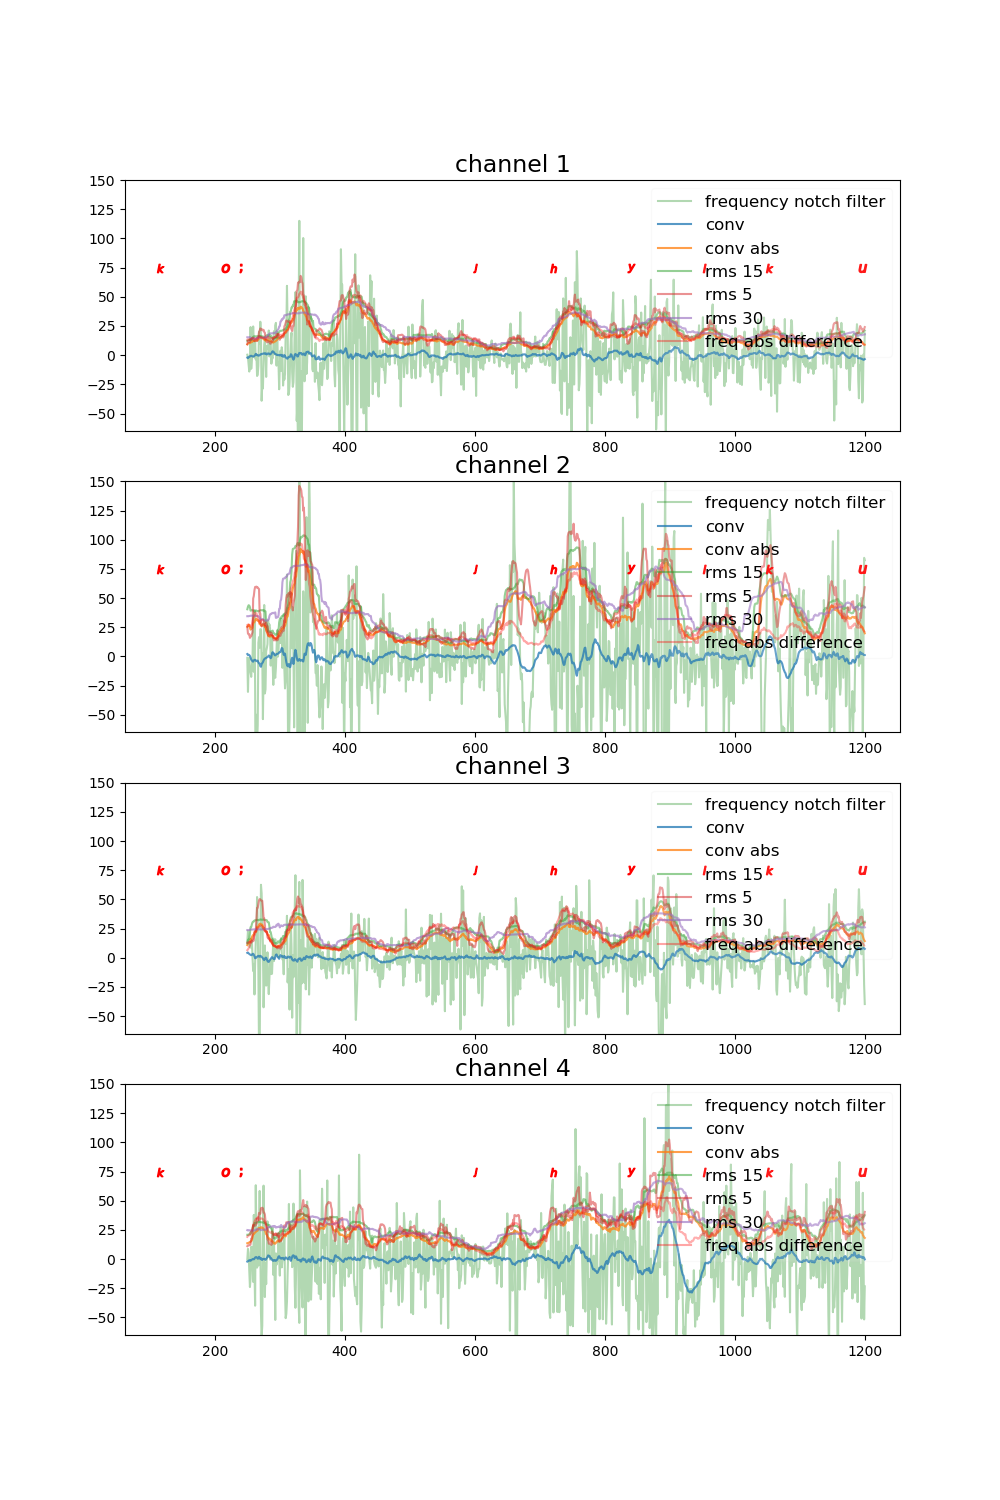 channel 1
150
125
100
75
50
25
0
−25
−50
k o ; J h y l k u
frequency notch filter
conv
conv abs
rms 15
rms 5
rms 30
freq abs difference
200 400 600 800 1000 1200
channel 2
150
125
100
75
50
25
0
−25
−50
k o ; J h y l k u
frequency notch filter
conv
conv abs
rms 15
rms 5
rms 30
freq abs difference
200 400 600 800 1000 1200
channel 3
150
125
100
75
50
25
0
−25
−50
k o ; J h y l k u
frequency notch filter
conv
conv abs
rms 15
rms 5
rms 30
freq abs difference
200 400 600 800 1000 1200
channel 4
150
125
100
75
50
25
0
−25
−50
k o ; J h y l k u
frequency notch filter
conv
conv abs
rms 15
rms 5
rms 30
freq abs difference
200 400 600 800 1000 1200